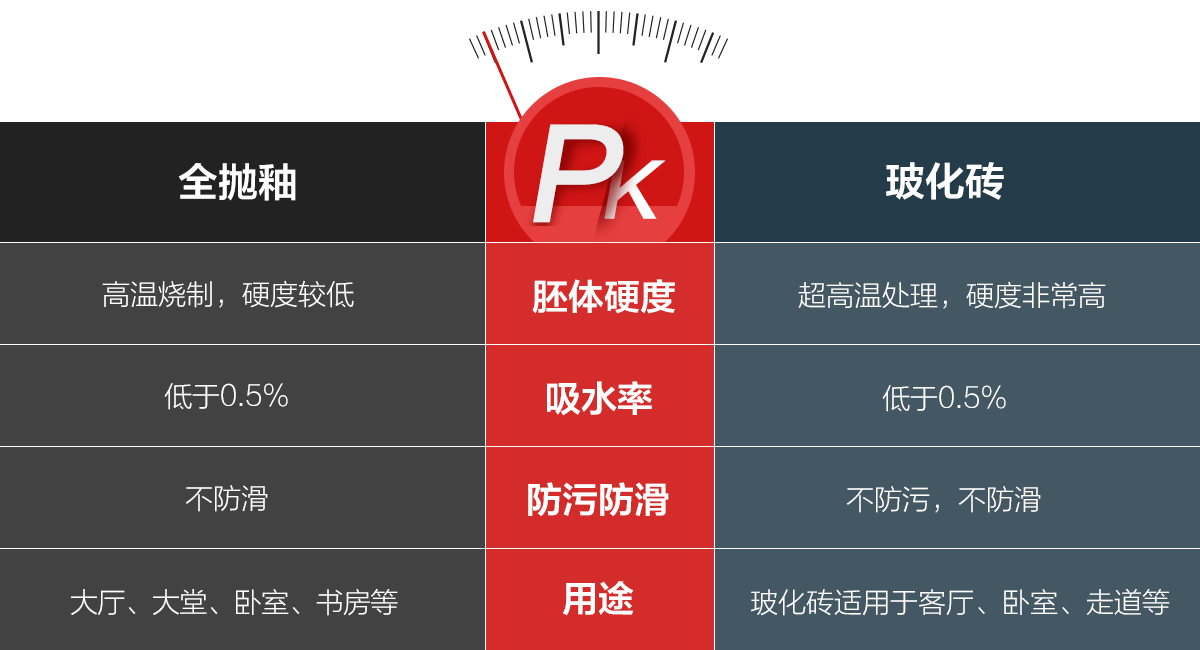 全抛釉
PK
玻化砖
高温烧制，硬度较低
胚体硬度
超高温处理，硬度非常高
低于0.5%
吸水率
低于0.5%
不防滑
防污防滑
不防污，不防滑
大厅、大堂、卧室、书房等
用途
玻化砖适用于客厅、卧室、走道等